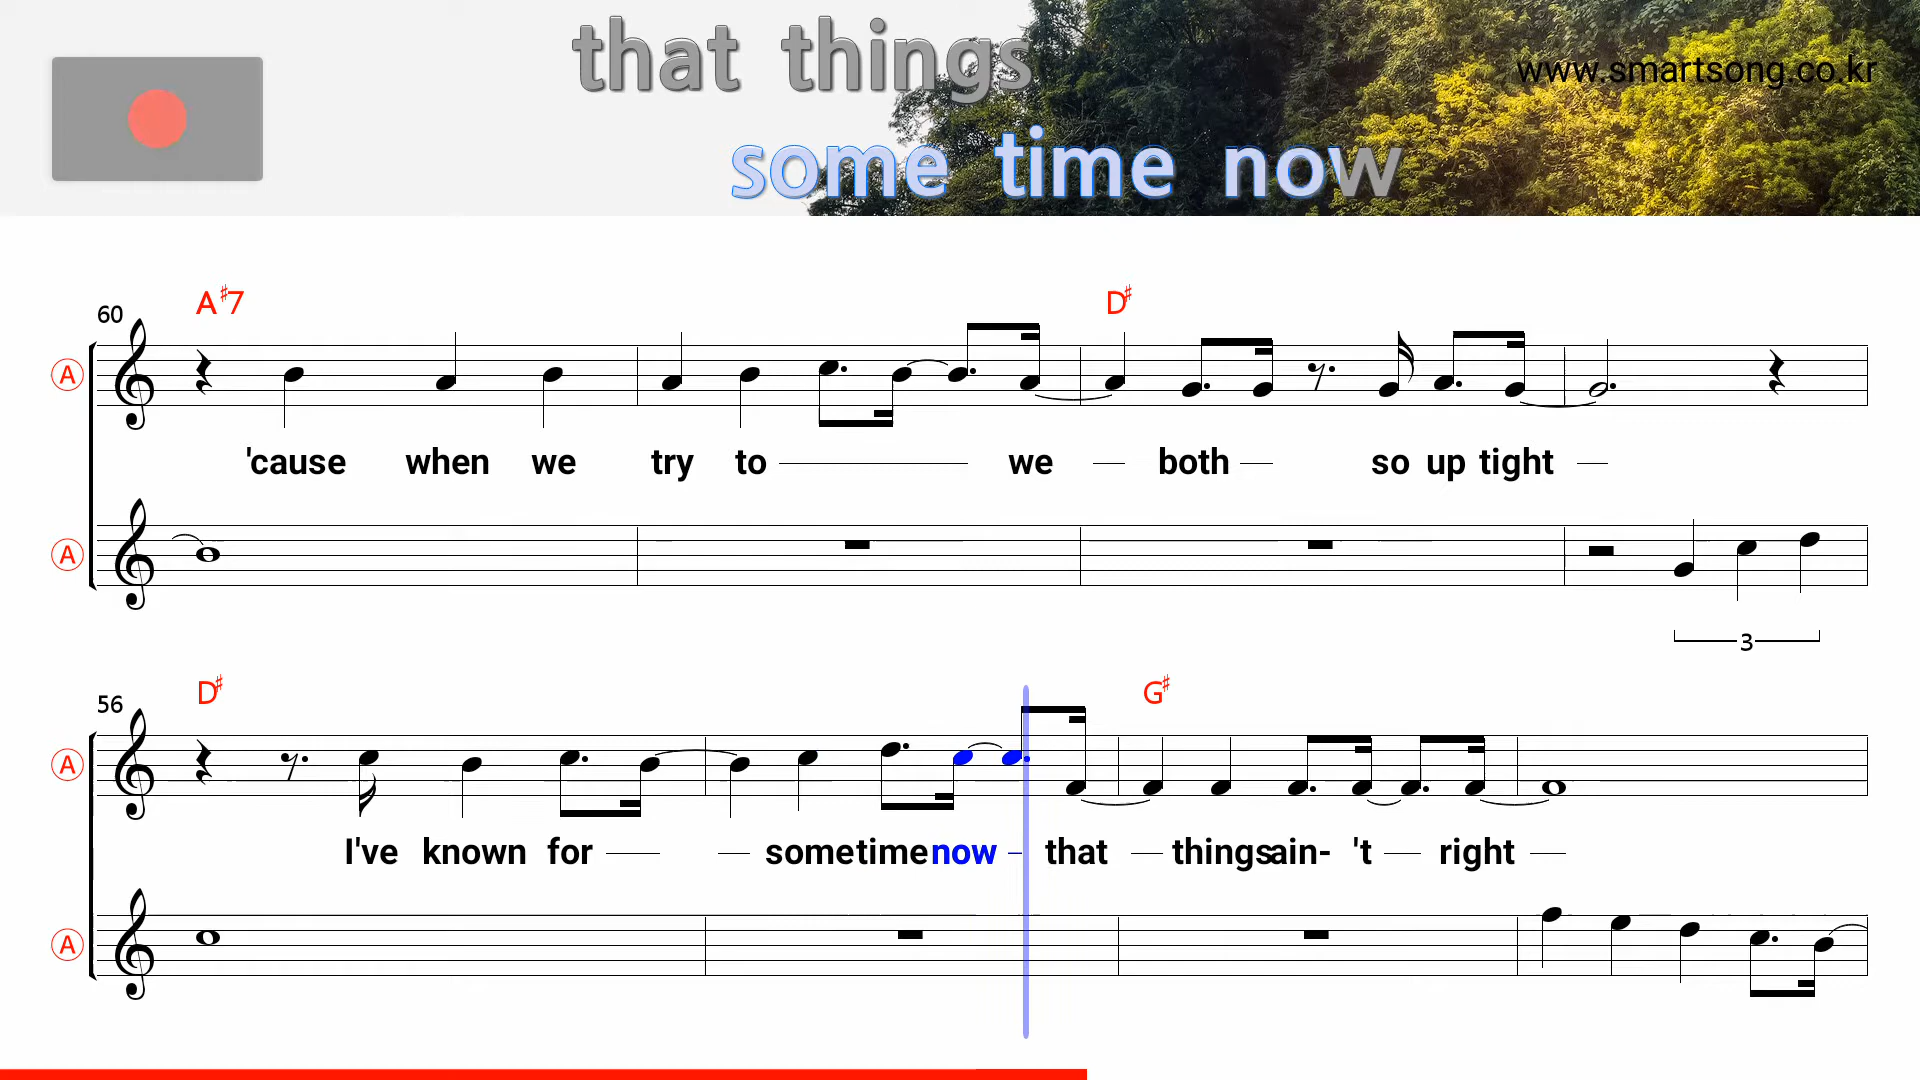 that things
www.smartsong.co.kr
some time now
60
A♯7
D♯
A
'cause when we try to we both so up tight
A
3
56
D♯
G♯
A
I've known for sometime now that things ain- 't right
A